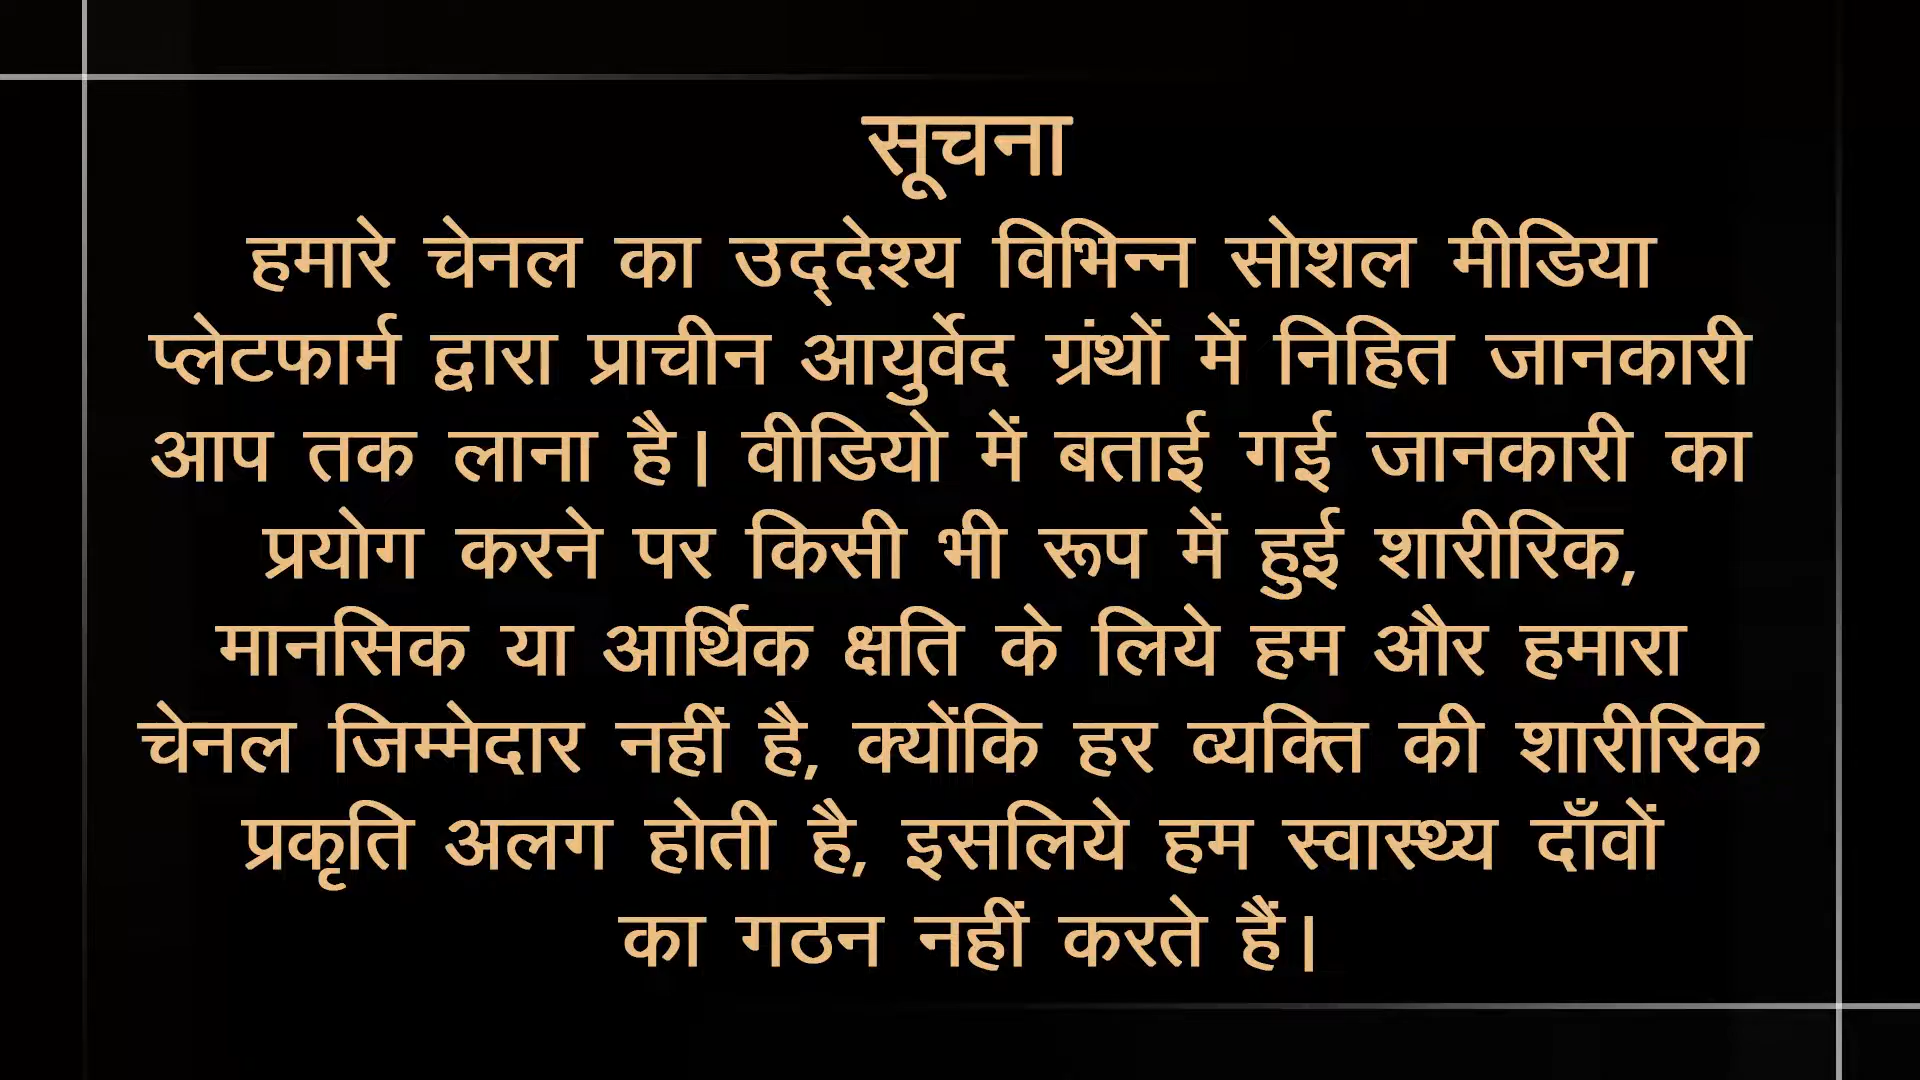 सूचना
हमारे चेनल का उद्‌देश्य विभिन्न सोशल मीडिया
प्लेटफार्म द्वारा प्राचीन आयुर्वेद ग्रंथों में निहित जानकारी
आप तक लाना है। वीडियो में बताई गई जानकारी का
प्रयोग करने पर किसी भी रूप में हुई शारीरिक,
मानसिक या आर्थिक क्षति के लिये हम और हमारा
चेनल जिम्मेदार नहीं है, क्योंकि हर व्यक्ति की शारीरिक
प्रकृति अलग होती है, इसलिये हम स्वास्थ्य दाँवों
का गठन नहीं करते हैं।